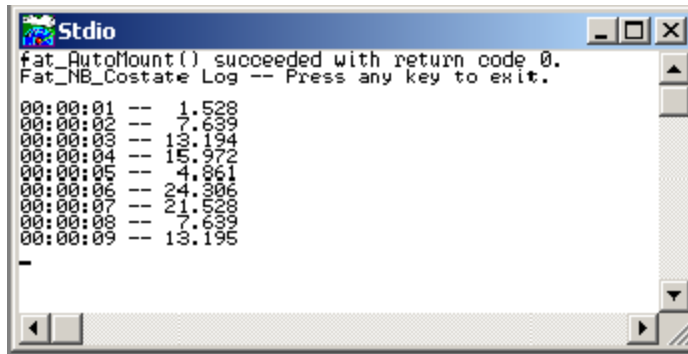 Stdio
fat_AutoMount() succeeded with return code 0.
Fat_NB_Costate Log -- Press any key to exit.
00:00:01 --  1.528
00:00:02 --  7.639
00:00:03 -- 13.194
00:00:04 -- 15.972
00:00:05 --  4.861
00:00:06 -- 24.306
00:00:07 -- 21.528
00:00:08 --  7.639
00:00:09 -- 13.195